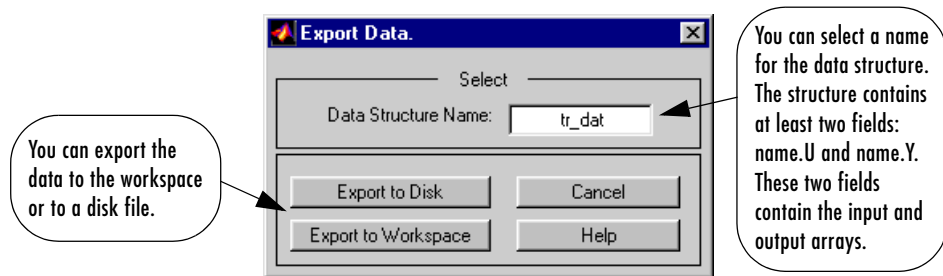 Export Data.
Select
Data Structure Name:
tr_dat
Export to Disk
Cancel
Export to Workspace
Help
You can export the
data to the workspace
or to a disk file.
You can select a name
for the data structure.
The structure contains
at least two fields:
name.U and name.Y.
These two fields
contain the input and
output arrays.